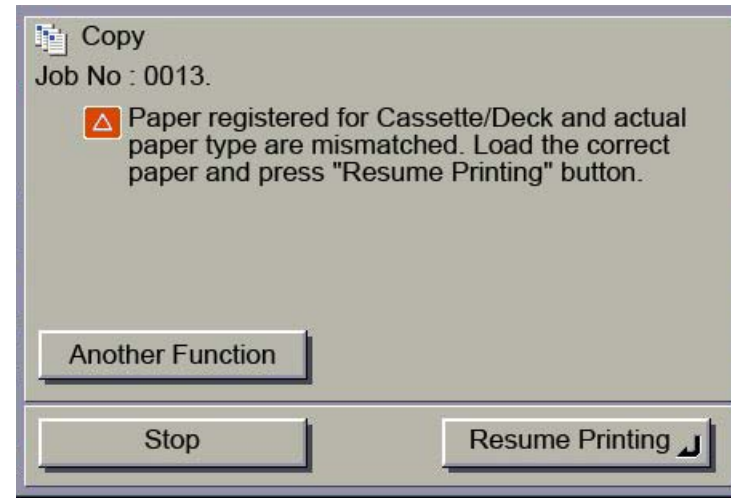 Copy
Job No : 0013.
Paper registered for Cassette/Deck and actual
paper type are mismatched. Load the correct
paper and press "Resume Printing" button.
Another Function
Stop
Resume Printing